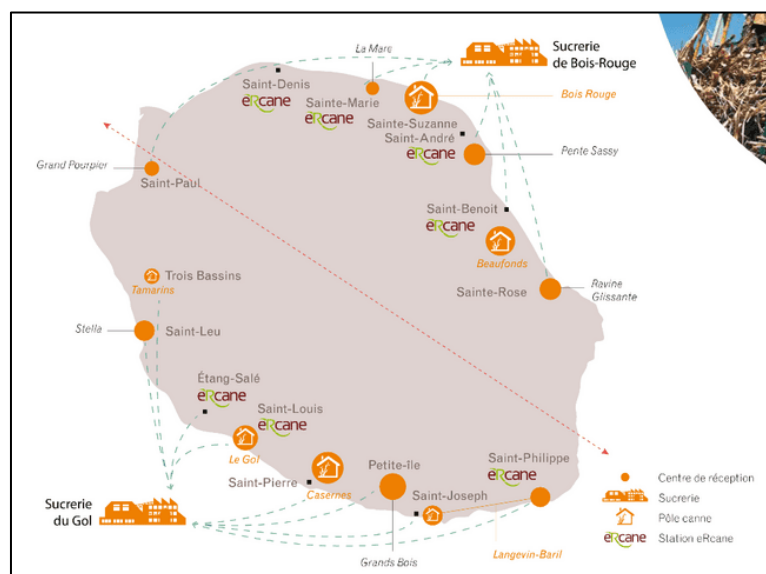 La Mare
Sucrerie
de Bois-Rouge
Saint-Denis
eRcane
Sainte-Marie
eRcane
Bois Rouge
Sainte-Suzanne
Saint-André
eRcane
Pente Sassy
Grand Pourpier
Saint-Paul
Saint-Benoit
eRcane
Beaufonds
Trois Bassins
Tamarins
Sainte-Rose
Ravine
Glissante
Stella
Saint-Leu
Étang-Salé
eRcane
Saint-Louis
eRcane
Le Gol
Saint-Pierre
Casernes
Petite-île
Saint-Philippe
eRcane
Saint-Joseph
Sucrerie
du Gol
Grands Bois
Langevin-Baril
Centre de réception
Sucrerie
Pôle canne
eRcane Station eRcane